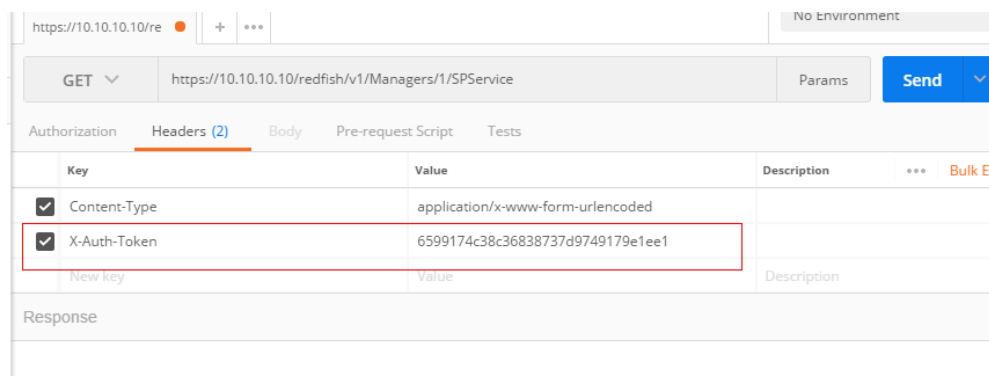 No Environment
https://10.10.10.10/re + •••
GET https://10.10.10.10/redfish/v1/Managers/1/SPService Params Send
Authorization Headers (2) Body Pre-request Script Tests
Key Value Description ••• Bulk E
Content-Type application/x-www-form-urlencoded
X-Auth-Token 6599174c38c36838737d9749179e1ee1
New key Value Description
Response